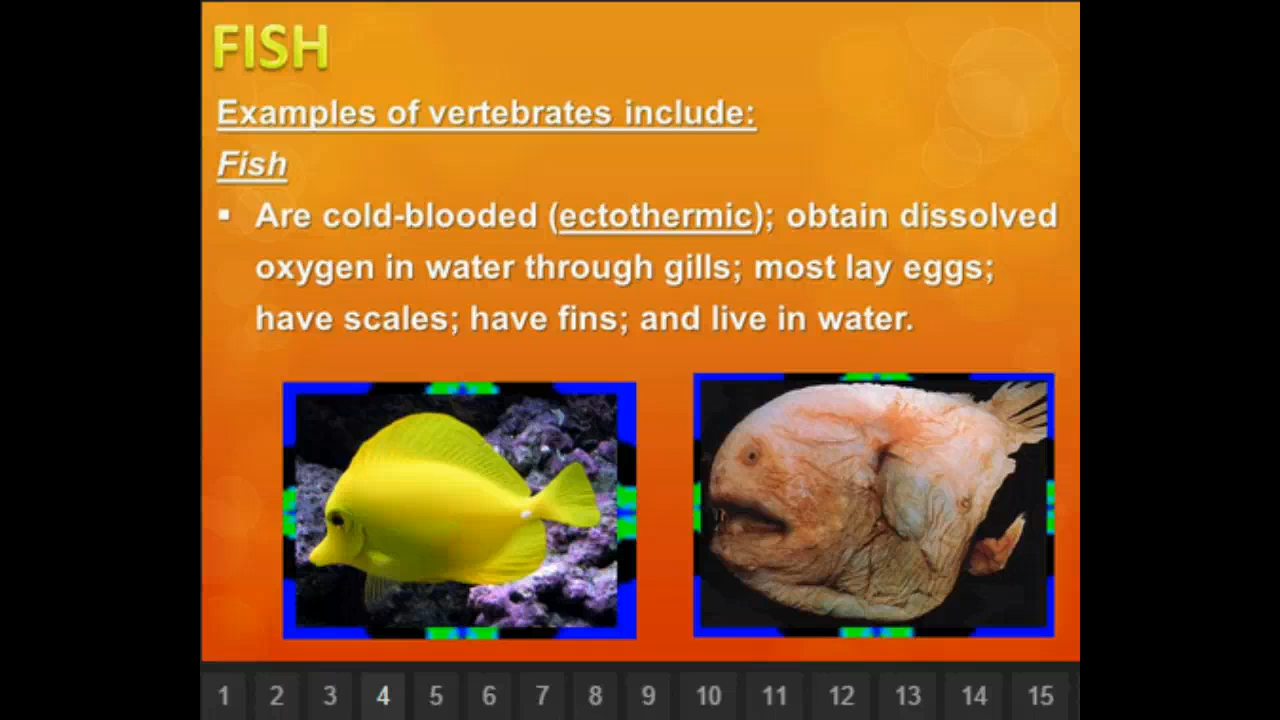 FISH
Examples of vertebrates include:
Fish
▪ Are cold-blooded (ectothermic); obtain dissolved
oxygen in water through gills; most lay eggs;
have scales; have fins; and live in water.
1 2 3 4 5 6 7 8 9 10 11 12 13 14 15